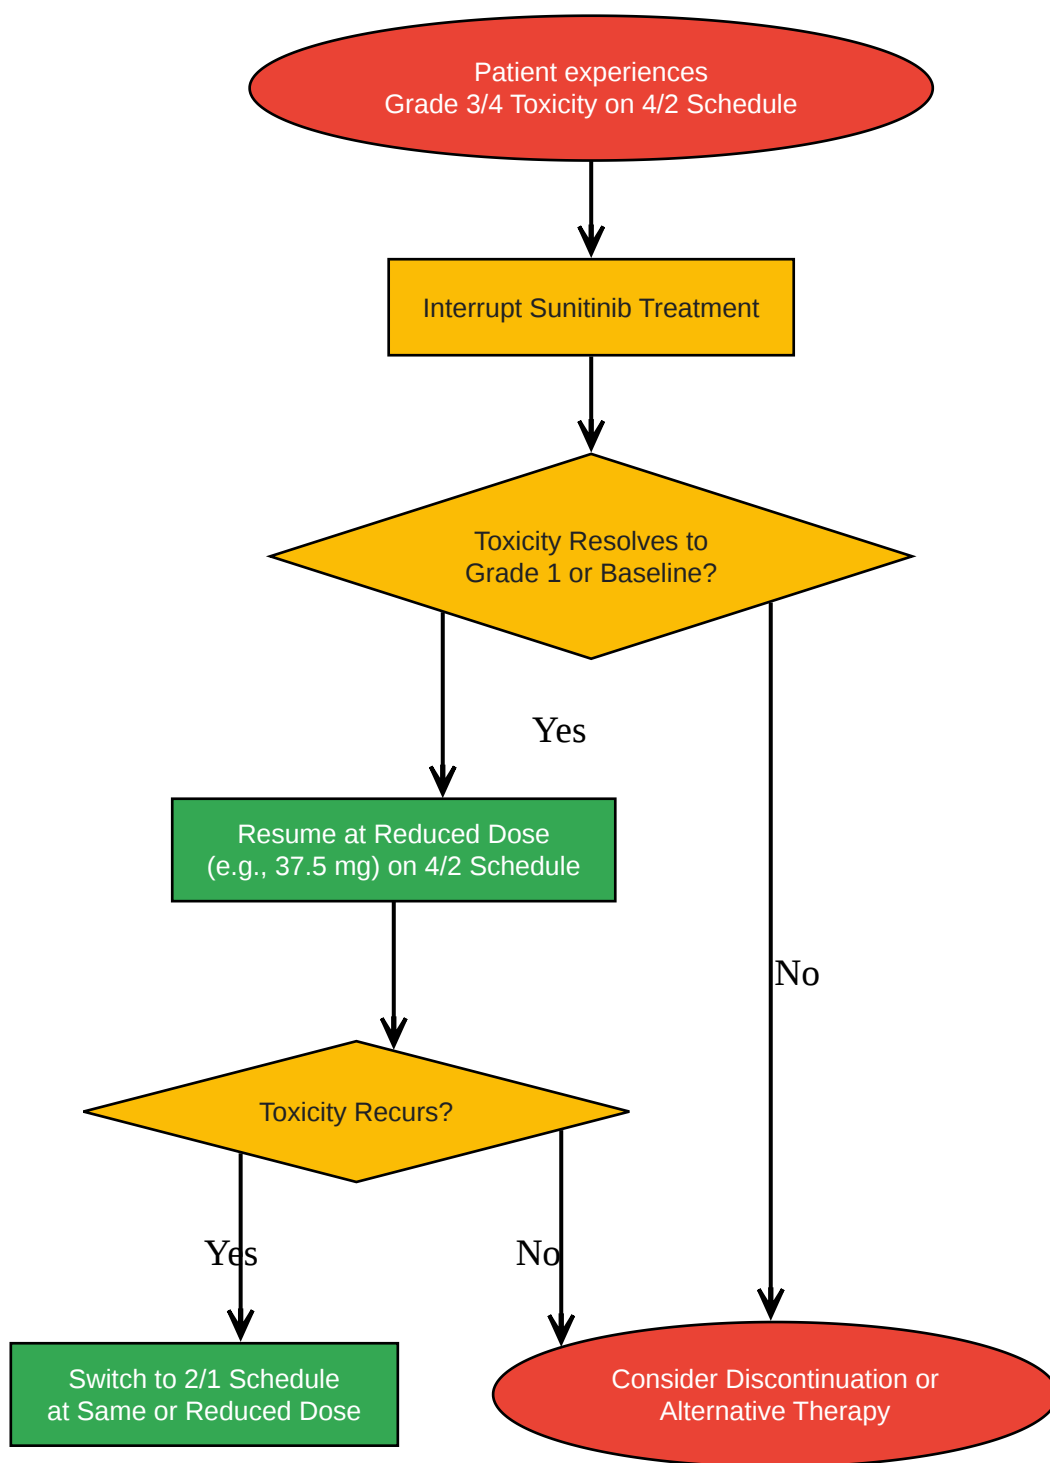 Patient experiences
Grade 3/4 Toxicity on 4/2 Schedule
Interrupt Sunitinib Treatment
Toxicity Resolves to
Grade 1 or Baseline?
Yes
Resume at Reduced Dose
(e.g., 37.5 mg) on 4/2 Schedule
No
Toxicity Recurs?
Yes
No
Switch to 2/1 Schedule
at Same or Reduced Dose
Consider Discontinuation or
Alternative Therapy